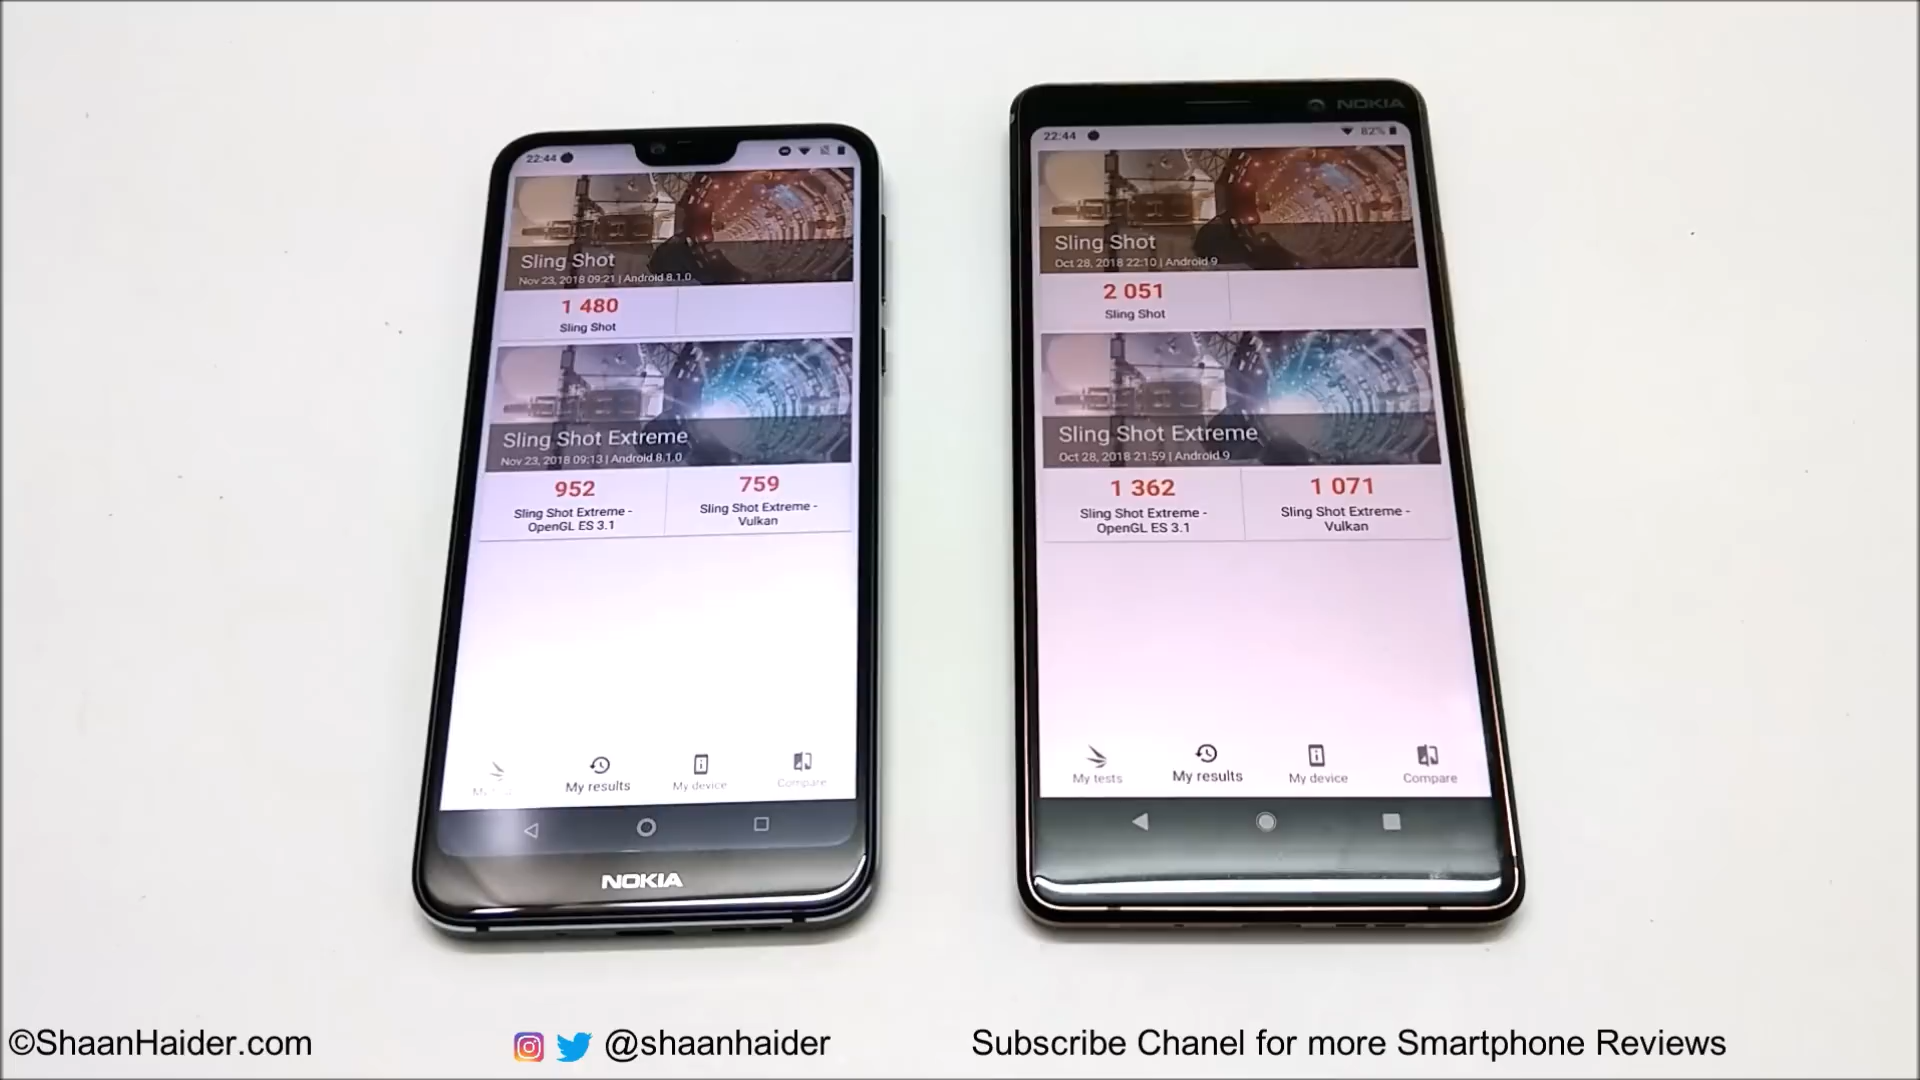 22:44
Sling Shot
Nov 23, 2018 09:21 | Android 8.1.0
1 480
Sling Shot
Sling Shot Extreme
Nov 23, 2018 09:13 | Android 8.1.0
952
Sling Shot Extreme -
OpenGL ES 3.1
759
Sling Shot Extreme -
Vulkan
My results
My device
Compare
NOKIA
NOKIA
22:44
82%
Sling Shot
Oct 28, 2018 22:10 | Android 9
2 051
Sling Shot
Sling Shot Extreme
Oct 28, 2018 21:59 | Android 9
1 362
Sling Shot Extreme -
OpenGL ES 3.1
1 071
Sling Shot Extreme -
Vulkan
My tests
My results
My device
Compare
©ShaanHaider.com
@shaanhaider
Subscribe Chanel for more Smartphone Reviews